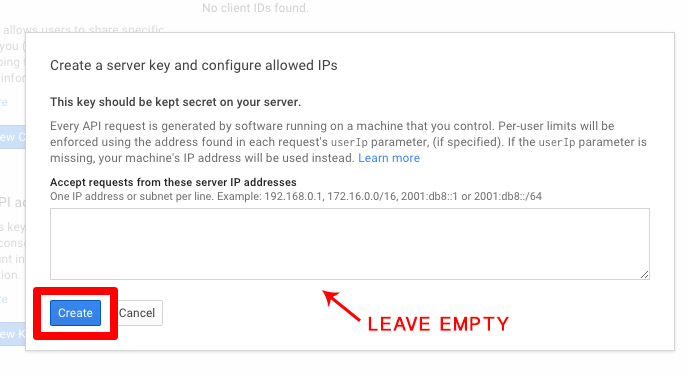 No client IDs found.
allows users to share specific
you (
ping t
infor
re
ew C
Create a server key and configure allowed IPs
This key should be kept secret on your server.
Every API request is generated by software running on a machine that you control. Per-user limits will be
enforced using the address found in each request's userIp parameter, (if specified). If the userIp parameter is
missing, your machine's IP address will be used instead. Learn more
Accept requests from these server IP addresses
One IP address or subnet per line. Example: 192.168.0.1, 172.16.0.0/16, 2001:db8::1 or 2001:db8::/64
PI ac
s key
conso
unt in
tion.
re
ew K
Create Cancel
LEAVE EMPTY